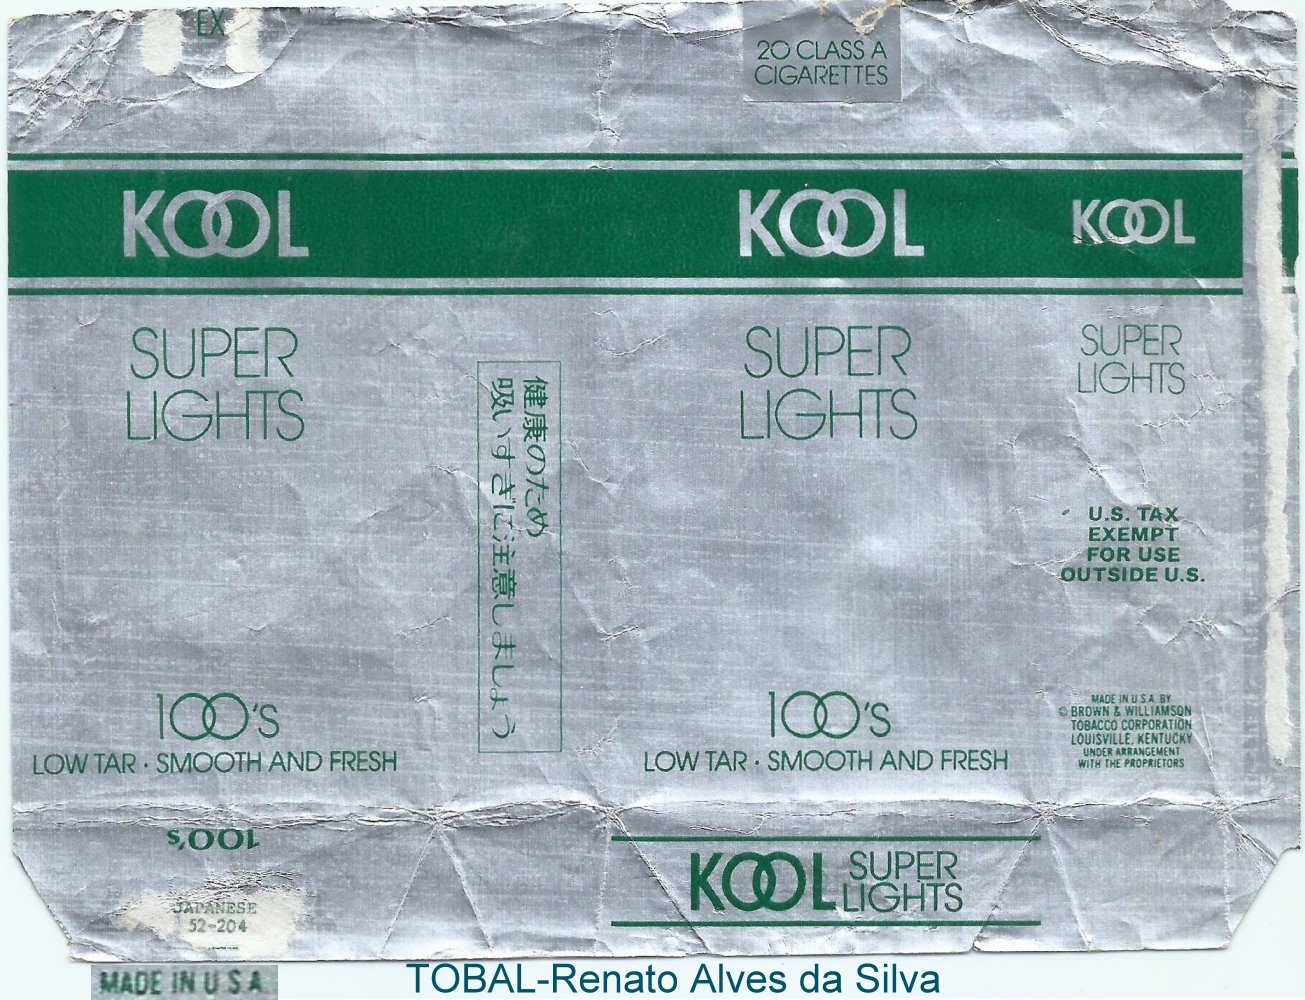 EX
20 CLASS A
CIGARETTES
KOOL
KOOL
KOOL
SUPER
LIGHTS
健康のため
吸いすぎに注意しましょう
SUPER
LIGHTS
SUPER
LIGHTS
U.S. TAX
EXEMPT
FOR USE
OUTSIDE U.S.
100's
LOW TAR · SMOOTH AND FRESH
100's
LOW TAR · SMOOTH AND FRESH
MADE IN U.S.A. BY
© BROWN & WILLIAMSON
TOBACCO CORPORATION
LOUISVILLE, KENTUCKY
UNDER ARRANGEMENT
WITH THE PROPRIETORS
100's
KOOL SUPER
LIGHTS
JAPANESE
52-204
MADE IN U S A
TOBAL-Renato Alves da Silva